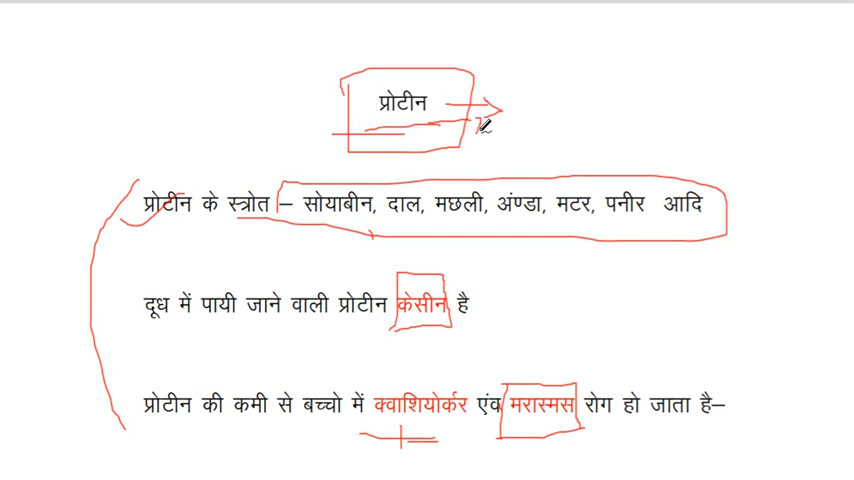 प्रोटीन
प्रोटीन के स्त्रोत – सोयाबीन, दाल, मछली, अंण्डा, मटर, पनीर आदि
दूध में पायी जाने वाली प्रोटीन केसीन है
प्रोटीन की कमी से बच्चो में क्वाशियोर्कर एंव मरास्मस रोग हो जाता है–